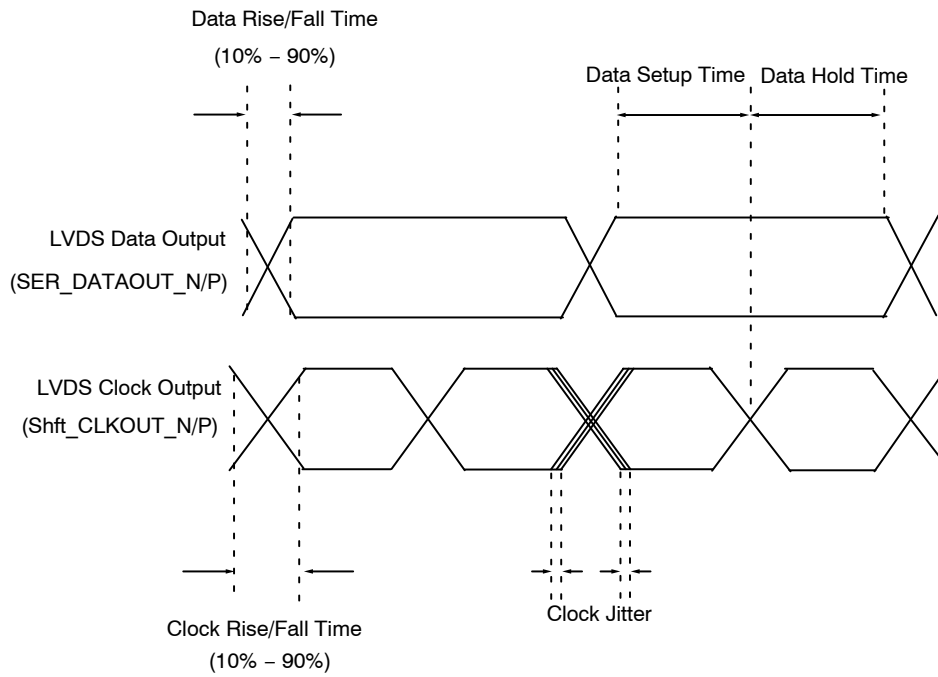 Data Rise/Fall Time
(10% – 90%)
Data Setup Time
Data Hold Time
LVDS Data Output
(SER_DATAOUT_N/P)
LVDS Clock Output
(Shft_CLKOUT_N/P)
Clock Jitter
Clock Rise/Fall Time
(10% – 90%)